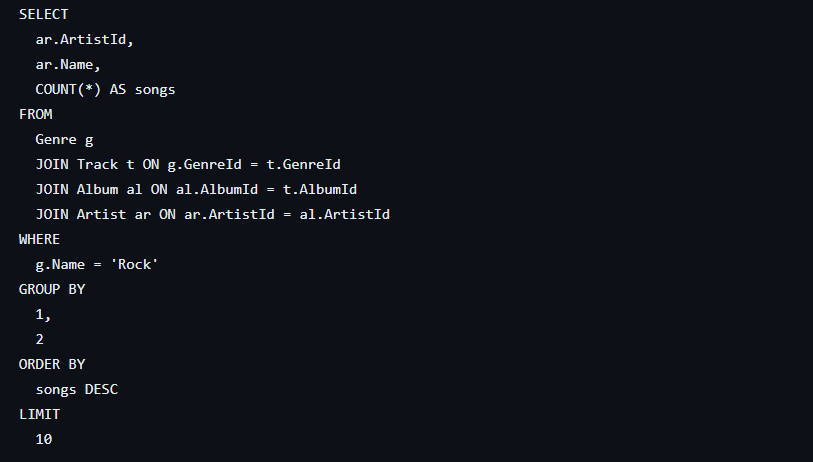 SELECT
  ar.ArtistId,
  ar.Name,
  COUNT(*) AS songs
FROM
  Genre g
  JOIN Track t ON g.GenreId = t.GenreId
  JOIN Album al ON al.AlbumId = t.AlbumId
  JOIN Artist ar ON ar.ArtistId = al.ArtistId
WHERE
  g.Name = 'Rock'
GROUP BY
  1,
  2
ORDER BY
  songs DESC
LIMIT
  10